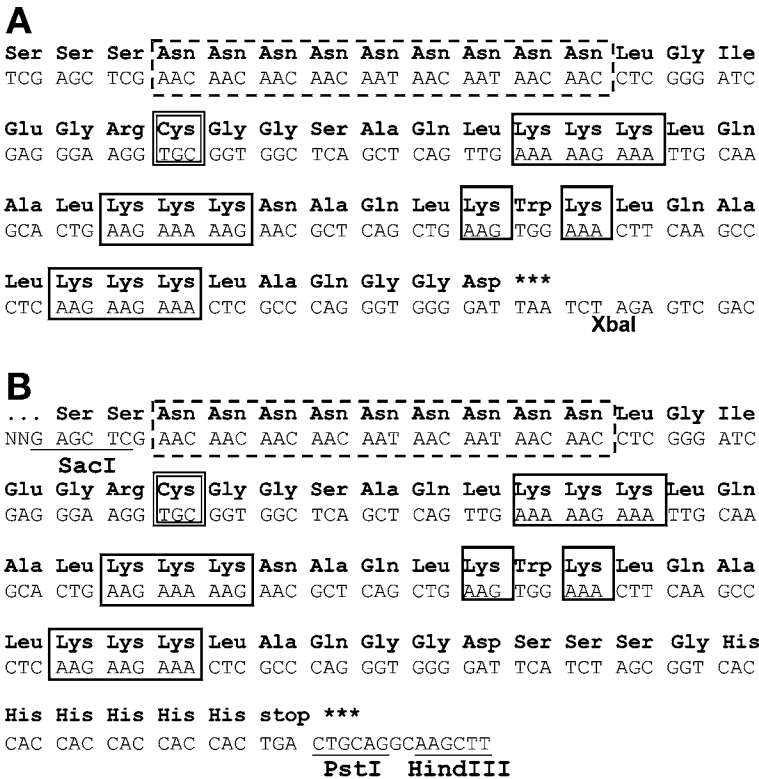 A
Ser Ser Ser Asn Asn Asn Asn Asn Asn Asn Asn Asn Leu Gly Ile
TCG AGC TCG AAC AAC AAC AAC AAT AAC AAT AAC AAC CTC GGG ATC
Glu Gly Arg Cys Gly Gly Ser Ala Gln Leu Lys Lys Lys Leu Gln
GAG GGA AGG TGC GGT GGC TCA GCT CAG TTG AAA AAG AAA TTG CAA
Ala Leu Lys Lys Lys Asn Ala Gln Leu Lys Trp Lys Leu Gln Ala
GCA CTG AAG AAA AAG AAC GCT CAG CTG AAG TGG AAA CTT CAA GCC
Leu Lys Lys Lys Leu Ala Gln Gly Gly Asp ***
CTC AAG AAG AAA CTC GCC CAG GGT GGG GAT TAA TCT AGA GTC GAC
XbaI
B
... Ser Ser Asn Asn Asn Asn Asn Asn Asn Asn Asn Leu Gly Ile
NNG AGC TCG AAC AAC AAC AAC AAT AAC AAT AAC AAC CTC GGG ATC
SacI
Glu Gly Arg Cys Gly Gly Ser Ala Gln Leu Lys Lys Lys Leu Gln
GAG GGA AGG TGC GGT GGC TCA GCT CAG TTG AAA AAG AAA TTG CAA
Ala Leu Lys Lys Lys Asn Ala Gln Leu Lys Trp Lys Leu Gln Ala
GCA CTG AAG AAA AAG AAC GCT CAG CTG AAG TGG AAA CTT CAA GCC
Leu Lys Lys Lys Leu Ala Gln Gly Gly Asp Ser Ser Ser Gly His
CTC AAG AAG AAA CTC GCC CAG GGT GGG GAT TCA TCT AGC GGT CAC
His His His His His stop ***
CAC CAC CAC CAC CAC TGA CTGCAGGCAAGCTT
PstI HindIII